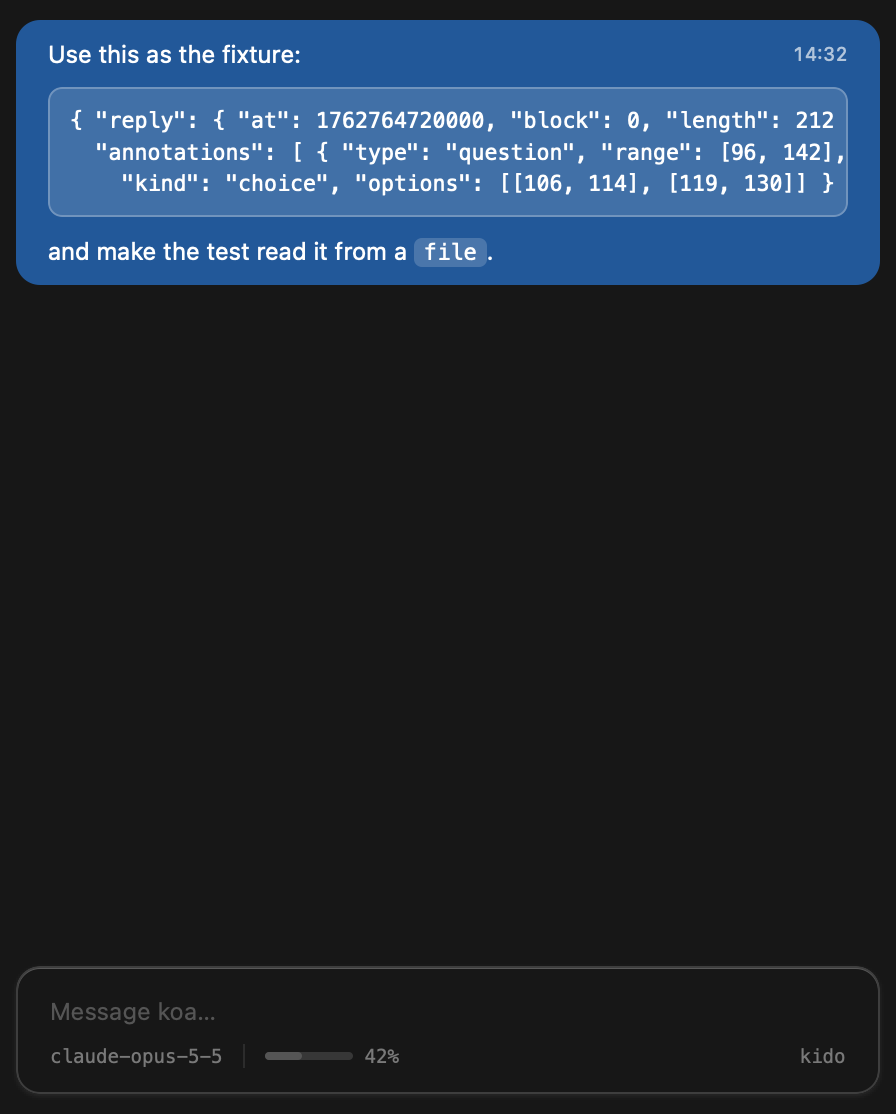 Use this as the fixture:
14:32
{ "reply": { "at": 1762764720000, "block": 0, "length": 212
"annotations": [ { "type": "question", "range": [96, 142],
"kind": "choice", "options": [[106, 114], [119, 130]] }
and make the test read it from a file.
Message koa...
claude-opus-5-5
42%
kido